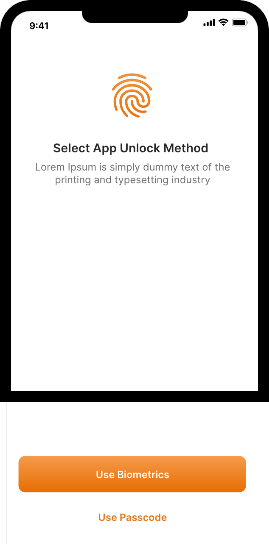 9:41
Select App Unlock Method
Lorem Ipsum is simply dummy text of the
printing and typesetting industry
Use Biometrics
Use Passcode